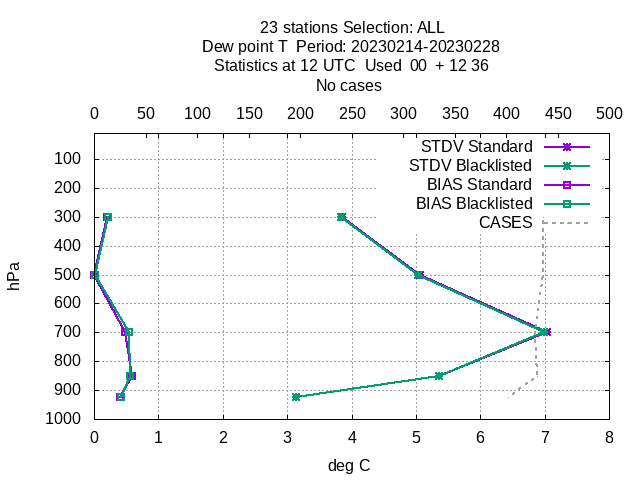 23 stations Selection: ALL
Dew point T  Period: 20230214-20230228
Statistics at 12 UTC  Used  00  + 12 36
No cases
0 50 100 150 200 250 300 350 400 450 500
STDV Standard
STDV Blacklisted
BIAS Standard
BIAS Blacklisted
CASES
100
200
300
400
500
600
700
800
900
1000
hPa
0 1 2 3 4 5 6 7 8
deg C